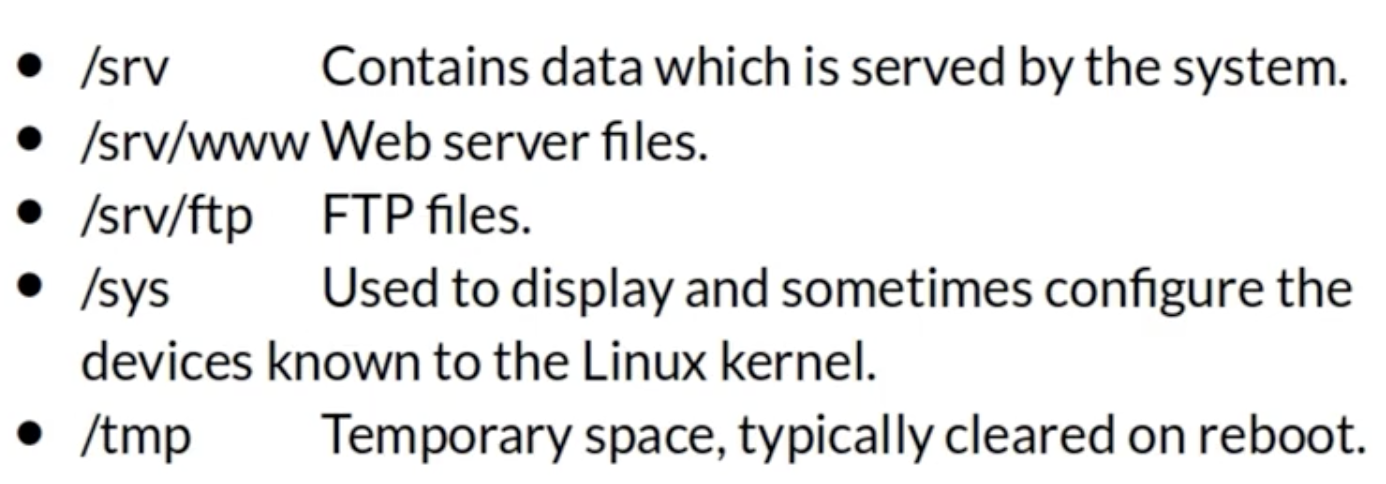 • /srv Contains data which is served by the system.
• /srv/www Web server files.
• /srv/ftp FTP files.
• /sys Used to display and sometimes configure the
devices known to the Linux kernel.
• /tmp Temporary space, typically cleared on reboot.